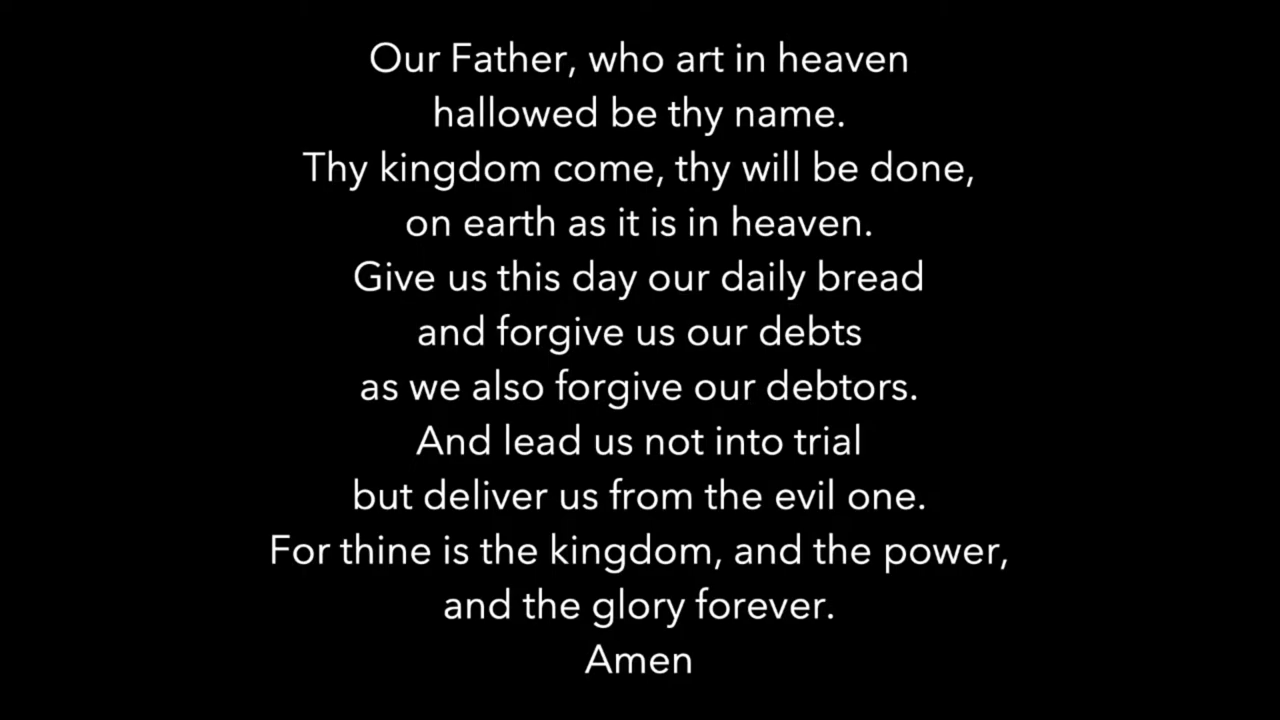 Our Father, who art in heaven
hallowed be thy name.
Thy kingdom come, thy will be done,
on earth as it is in heaven.
Give us this day our daily bread
and forgive us our debts
as we also forgive our debtors.
And lead us not into trial
but deliver us from the evil one.
For thine is the kingdom, and the power,
and the glory forever.
Amen